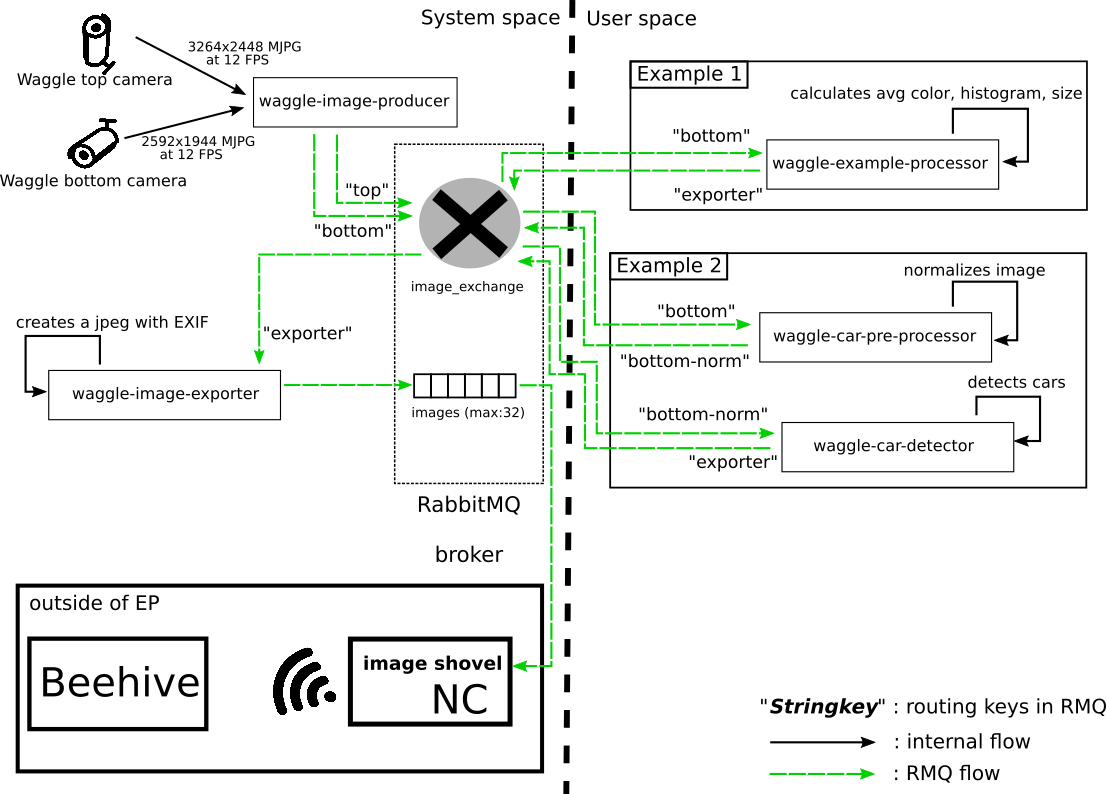 System space
User space
3264x2448 MJPG
at 12 FPS
Waggle top camera
waggle-image-producer
2592x1944 MJPG
at 12 FPS
Waggle bottom camera
"top"
"bottom"
image_exchange
Example 1
calculates avg color, histogram, size
"bottom"
waggle-example-processor
"exporter"
Example 2
normalizes image
"bottom"
waggle-car-pre-processor
"bottom-norm"
detects cars
"bottom-norm"
waggle-car-detector
"exporter"
creates a jpeg with EXIF
"exporter"
waggle-image-exporter
images (max:32)
RabbitMQ
broker
outside of EP
Beehive
image shovel
NC
"Stringkey" : routing keys in RMQ
: internal flow
: RMQ flow